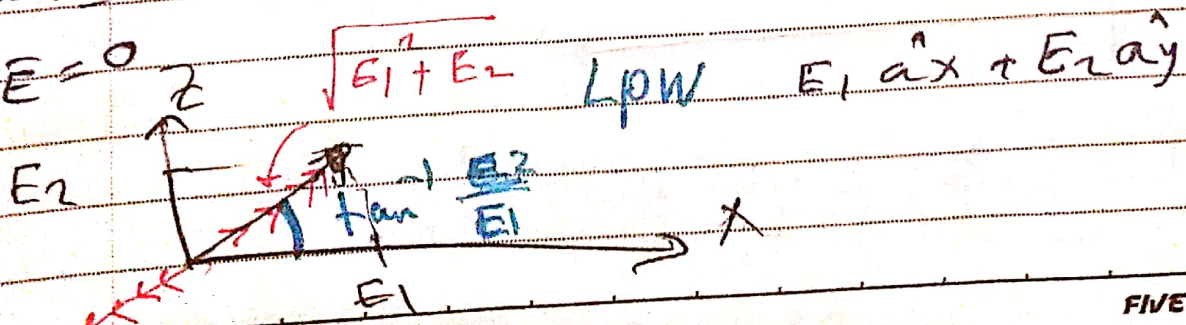 E = 0
√E1² + E2
LPW E1 âx + E2 ây
Z
E2
tan⁻¹ E2/E1
X
E1
FIVE